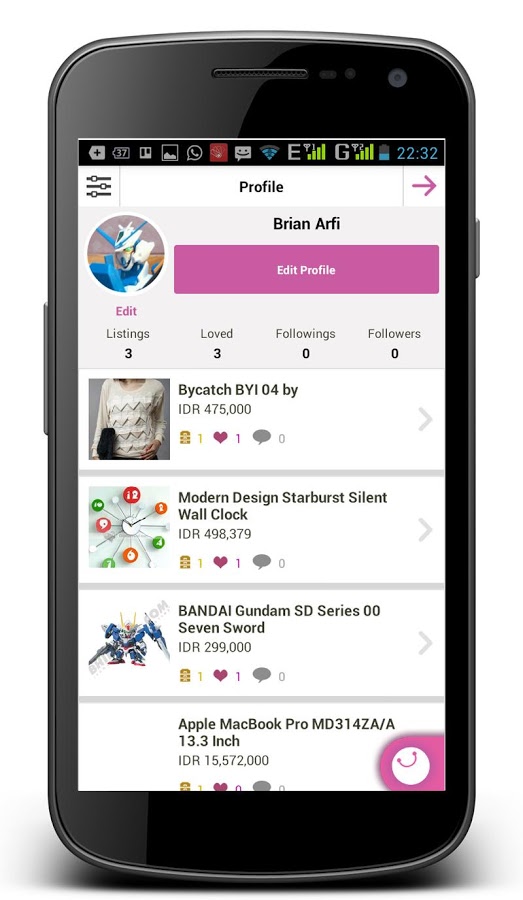 37
E
G
22:32
Profile
Brian Arfi
Edit Profile
Edit
Listings
Loved
Followings
Followers
3
3
0
0
Bycatch BYI 04 by
IDR 475,000
1 1 0
Modern Design Starburst Silent
Wall Clock
IDR 498,379
1 1 0
BANDAI Gundam SD Series 00
Seven Sword
IDR 299,000
1 1 0
Apple MacBook Pro MD314ZA/A
13.3 Inch
IDR 15,572,000
1 0 0